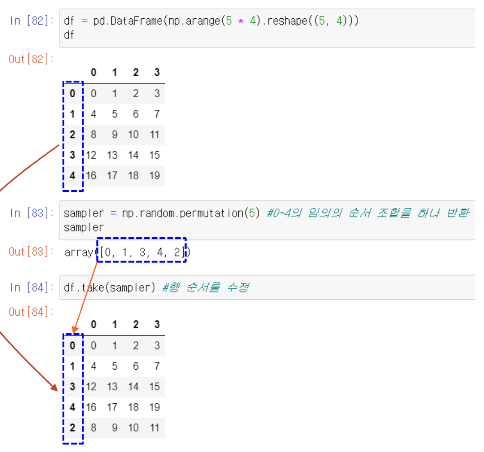 In [82]: df = pd.DataFrame(np.arange(5 * 4).reshape((5, 4)))
df
Out[82]:
0 1 2 3
0 0 1 2 3
1 4 5 6 7
2 8 9 10 11
3 12 13 14 15
4 16 17 18 19
In [83]: sampler = np.random.permutation(5) #0~4의 임의의 순서 조합을 하나 반환
sampler
Out[83]: array([0, 1, 3, 4, 2])
In [84]: df.take(sampler) #행 순서를 수정
Out[84]:
0 1 2 3
0 0 1 2 3
1 4 5 6 7
3 12 13 14 15
4 16 17 18 19
2 8 9 10 11